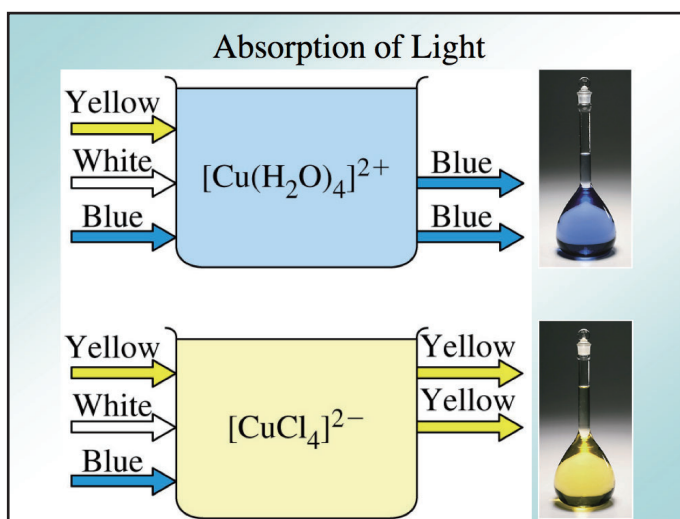 Absorption of Light
Yellow
White
Blue
[Cu(H₂O)₄]²⁺
Blue
Blue
Yellow
White
Blue
[CuCl₄]²⁻
Yellow
Yellow